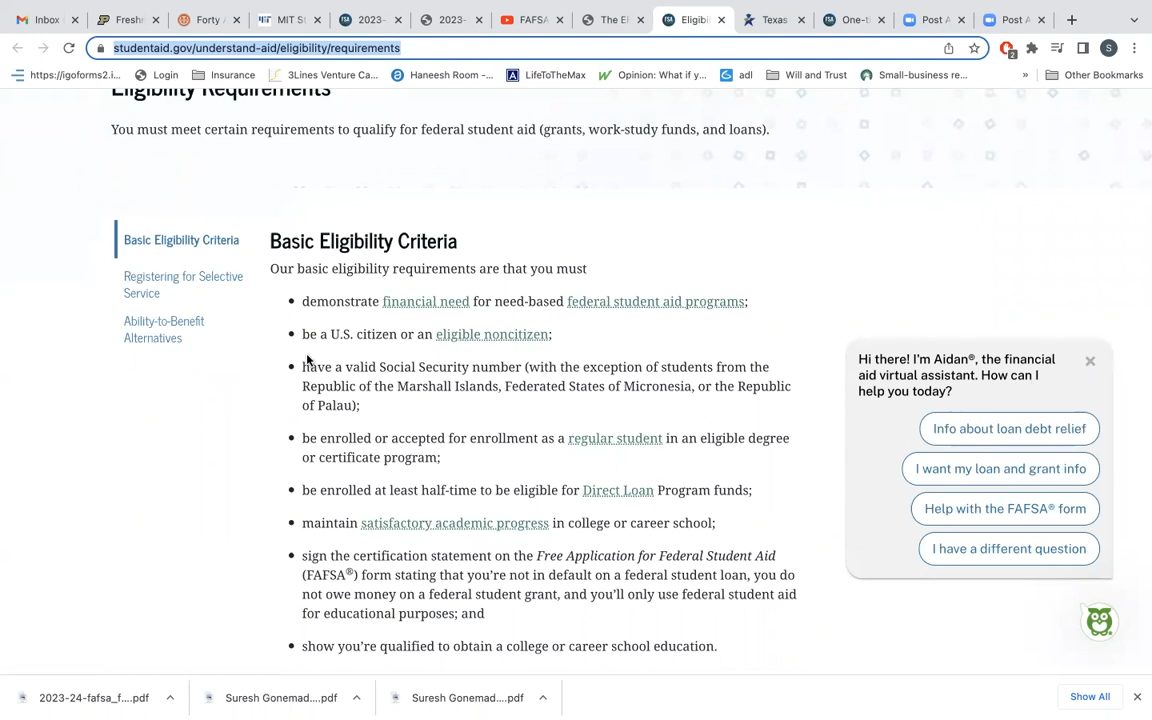 Inbox
Freshm
Forty A
MIT St
2023-
2023-
FAFSA
The El
Eligibil
Texas
One-ti
Post A
Post A
studentaid.gov/understand-aid/eligibility/requirements
S
2
https://igoforms2.i...
Login
Insurance
3Lines Venture Ca...
Haneesh Room -...
LifeToTheMax
Opinion: What if y...
adl
Will and Trust
Small-business re...
»
Other Bookmarks
Eligibility Requirements
You must meet certain requirements to qualify for federal student aid (grants, work-study funds, and loans).
Basic Eligibility Criteria
Registering for Selective
Service
Ability-to-Benefit
Alternatives
Basic Eligibility Criteria
Our basic eligibility requirements are that you must
• demonstrate financial need for need-based federal student aid programs;
• be a U.S. citizen or an eligible noncitizen;
• have a valid Social Security number (with the exception of students from the
Republic of the Marshall Islands, Federated States of Micronesia, or the Republic
of Palau);
• be enrolled or accepted for enrollment as a regular student in an eligible degree
or certificate program;
• be enrolled at least half-time to be eligible for Direct Loan Program funds;
• maintain satisfactory academic progress in college or career school;
• sign the certification statement on the Free Application for Federal Student Aid
(FAFSA®) form stating that you're not in default on a federal student loan, you do
not owe money on a federal student grant, and you'll only use federal student aid
for educational purposes; and
• show you're qualified to obtain a college or career school education.
Hi there! I'm Aidan®, the financial
aid virtual assistant. How can I
help you today?
Info about loan debt relief
I want my loan and grant info
Help with the FAFSA® form
I have a different question
2023-24-fafsa_f....pdf
Suresh Gonemad....pdf
Suresh Gonemad....pdf
Show All